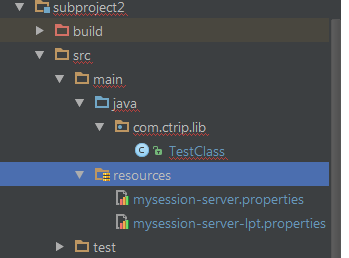 subproject2
build
src
main
java
com.ctrip.lib
TestClass
resources
mysession-server.properties
mysession-server-lpt.properties
test